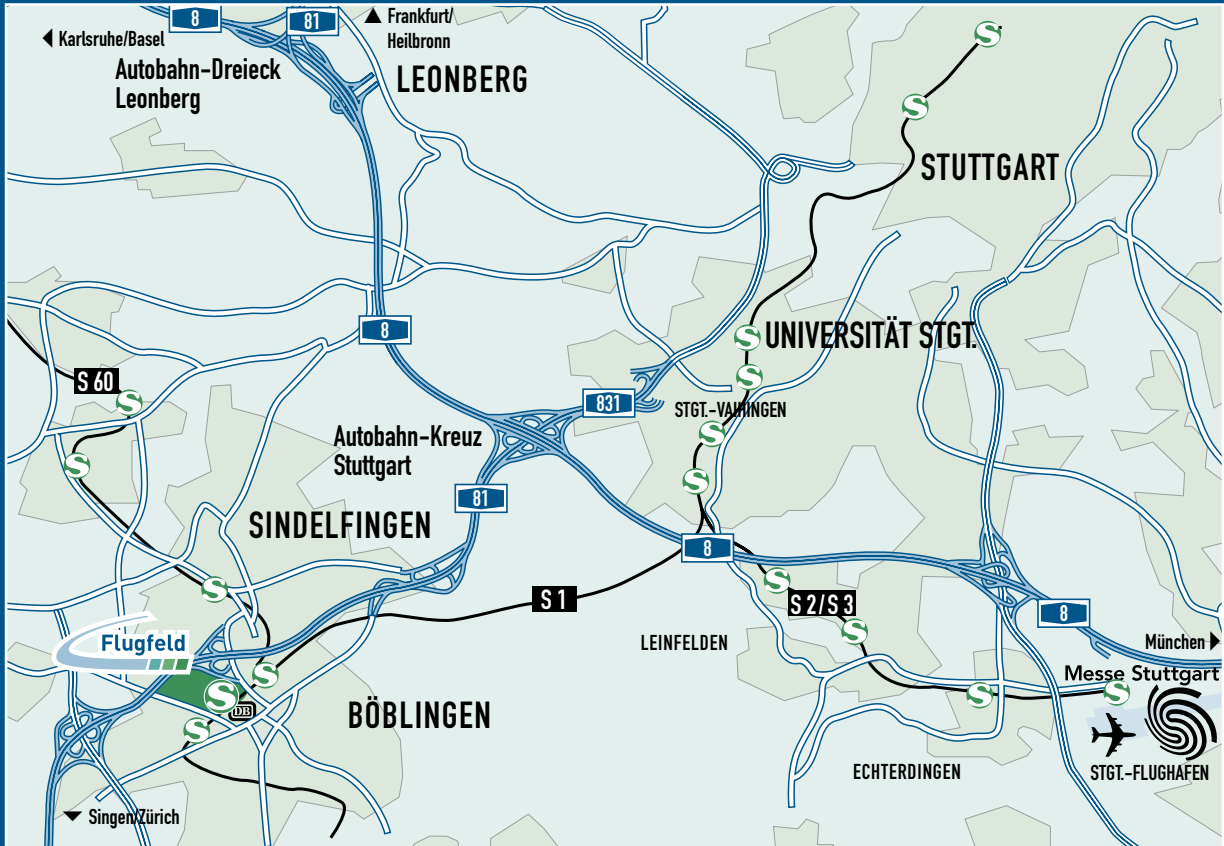 8
81
Frankfurt/
Heilbronn
Karlsruhe/Basel
Autobahn-Dreieck
Leonberg
LEONBERG
S
S
STUTTGART
8
S
UNIVERSITÄT STGT.
S 60
S
S
831
STGT.-VAIHINGEN
S
Autobahn-Kreuz
Stuttgart
S
S
81
SINDELFINGEN
8
S
S
S 1
S 2/S 3
8
S
Flugfeld
LEINFELDEN
München
Messe Stuttgart
S
S
S
S
DB
BÖBLINGEN
S
ECHTERDINGEN
STGT.-FLUGHAFEN
Singen/Zürich